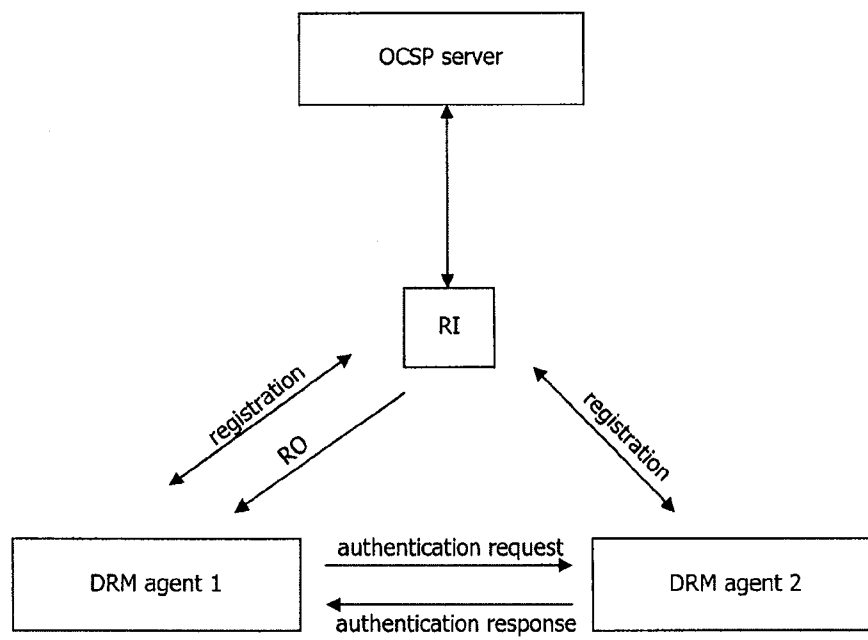 OCSP server
RI
registration
RO
registration
authentication request
DRM agent 1
DRM agent 2
authentication response